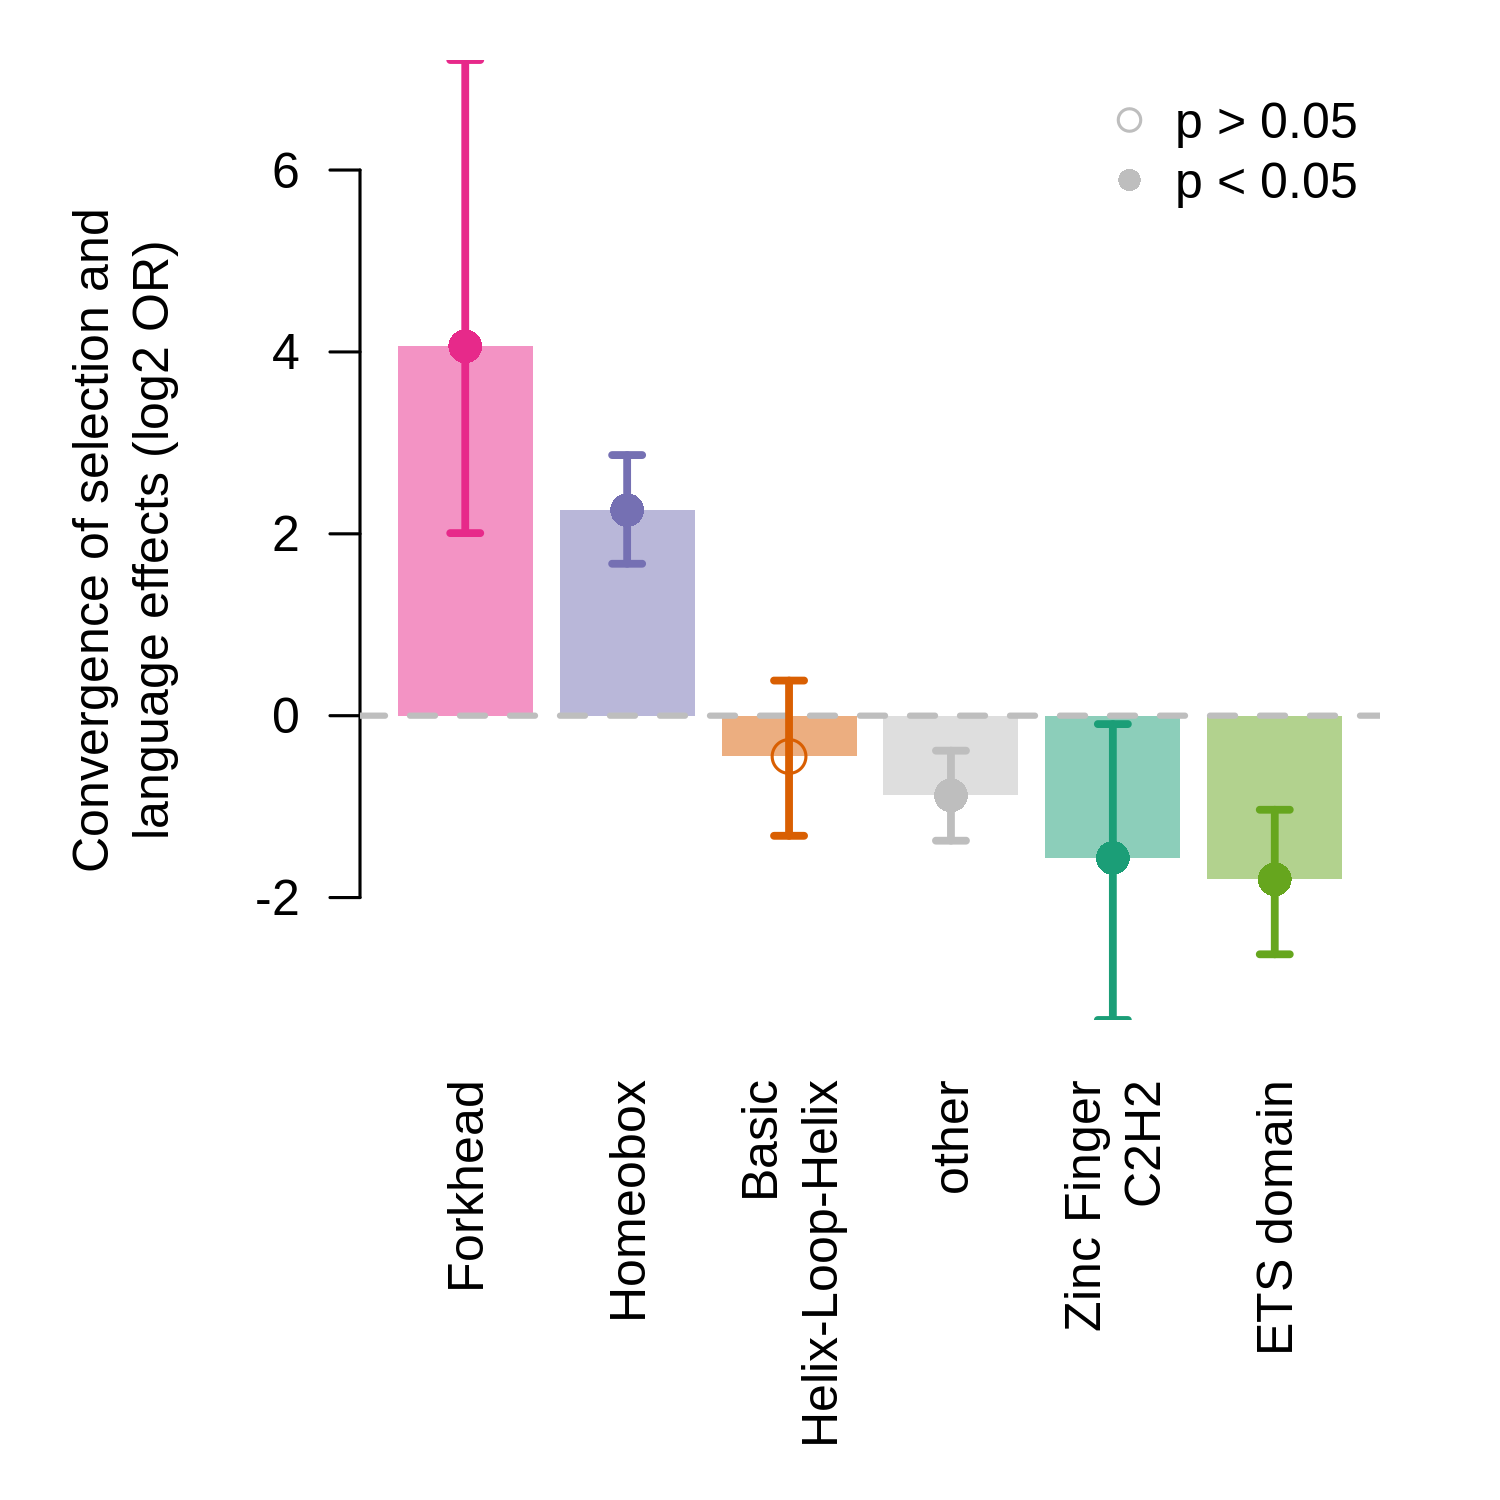 Convergence of selection and
language effects (log2 OR)
6
4
2
0
-2
p > 0.05
p < 0.05
Forkhead
Homeobox
Basic
Helix-Loop-Helix
other
Zinc Finger
C2H2
ETS domain